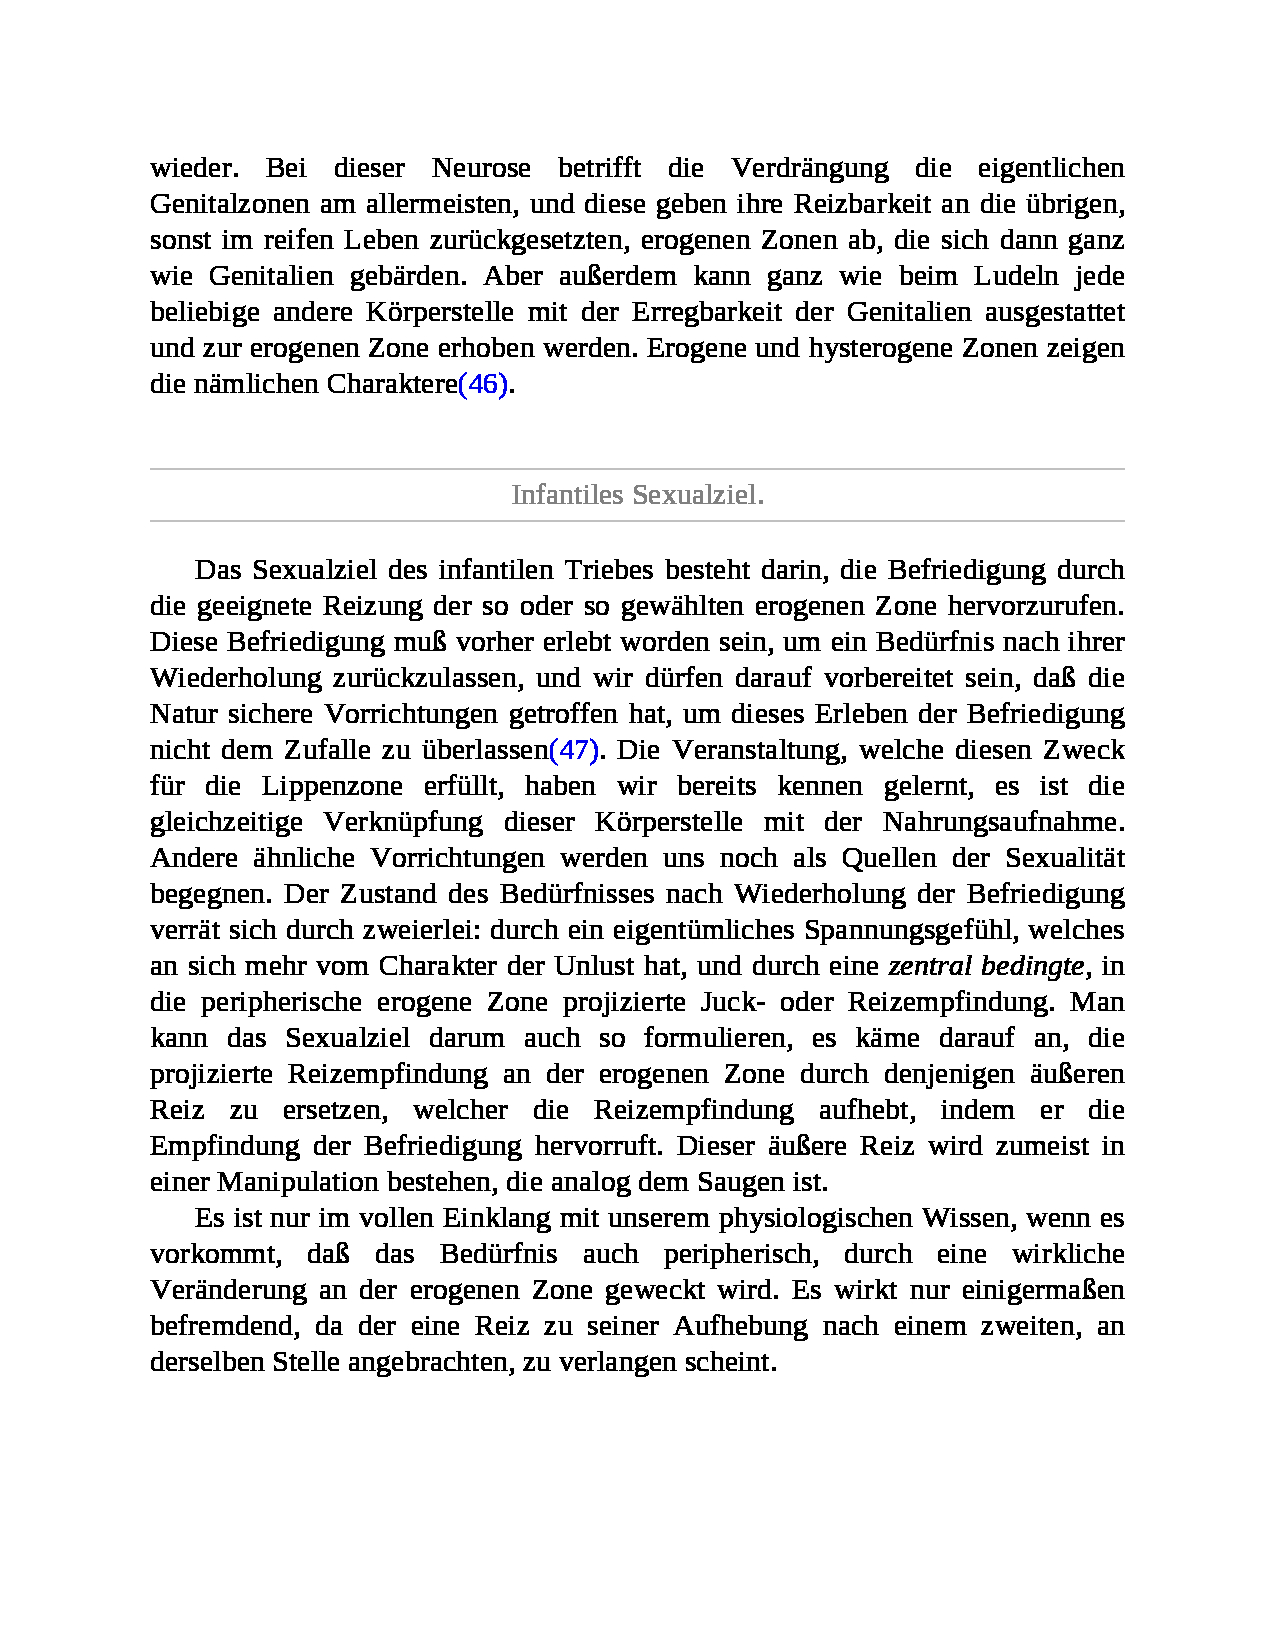 wieder. Bei dieser Neurose betrifft die Verdrängung die eigentlichen
Genitalzonen am allermeisten, und diese geben ihre Reizbarkeit an die übrigen,
sonst im reifen Leben zurückgesetzten, erogenen Zonen ab, die sich dann ganz
wie Genitalien gebärden. Aber außerdem kann ganz wie beim Ludeln jede
beliebige andere Körperstelle mit der Erregbarkeit der Genitalien ausgestattet
und zur erogenen Zone erhoben werden. Erogene und hysterogene Zonen zeigen
die nämlichen Charaktere(46).
Infantiles Sexualziel.
Das Sexualziel des infantilen Triebes besteht darin, die Befriedigung durch
die geeignete Reizung der so oder so gewählten erogenen Zone hervorzurufen.
Diese Befriedigung muß vorher erlebt worden sein, um ein Bedürfnis nach ihrer
Wiederholung zurückzulassen, und wir dürfen darauf vorbereitet sein, daß die
Natur sichere Vorrichtungen getroffen hat, um dieses Erleben der Befriedigung
nicht dem Zufalle zu überlassen(47). Die Veranstaltung, welche diesen Zweck
für die Lippenzone erfüllt, haben wir bereits kennen gelernt, es ist die
gleichzeitige Verknüpfung dieser Körperstelle mit der Nahrungsaufnahme.
Andere ähnliche Vorrichtungen werden uns noch als Quellen der Sexualität
begegnen. Der Zustand des Bedürfnisses nach Wiederholung der Befriedigung
verrät sich durch zweierlei: durch ein eigentümliches Spannungsgefühl, welches
an sich mehr vom Charakter der Unlust hat, und durch eine zentral bedingte, in
die peripherische erogene Zone projizierte Juck- oder Reizempfindung. Man
kann das Sexualziel darum auch so formulieren, es käme darauf an, die
projizierte Reizempfindung an der erogenen Zone durch denjenigen äußeren
Reiz zu ersetzen, welcher die Reizempfindung aufhebt, indem er die
Empfindung der Befriedigung hervorruft. Dieser äußere Reiz wird zumeist in
einer Manipulation bestehen, die analog dem Saugen ist.
Es ist nur im vollen Einklang mit unserem physiologischen Wissen, wenn es
vorkommt, daß das Bedürfnis auch peripherisch, durch eine wirkliche
Veränderung an der erogenen Zone geweckt wird. Es wirkt nur einigermaßen
befremdend, da der eine Reiz zu seiner Aufhebung nach einem zweiten, an
derselben Stelle angebrachten, zu verlangen scheint.